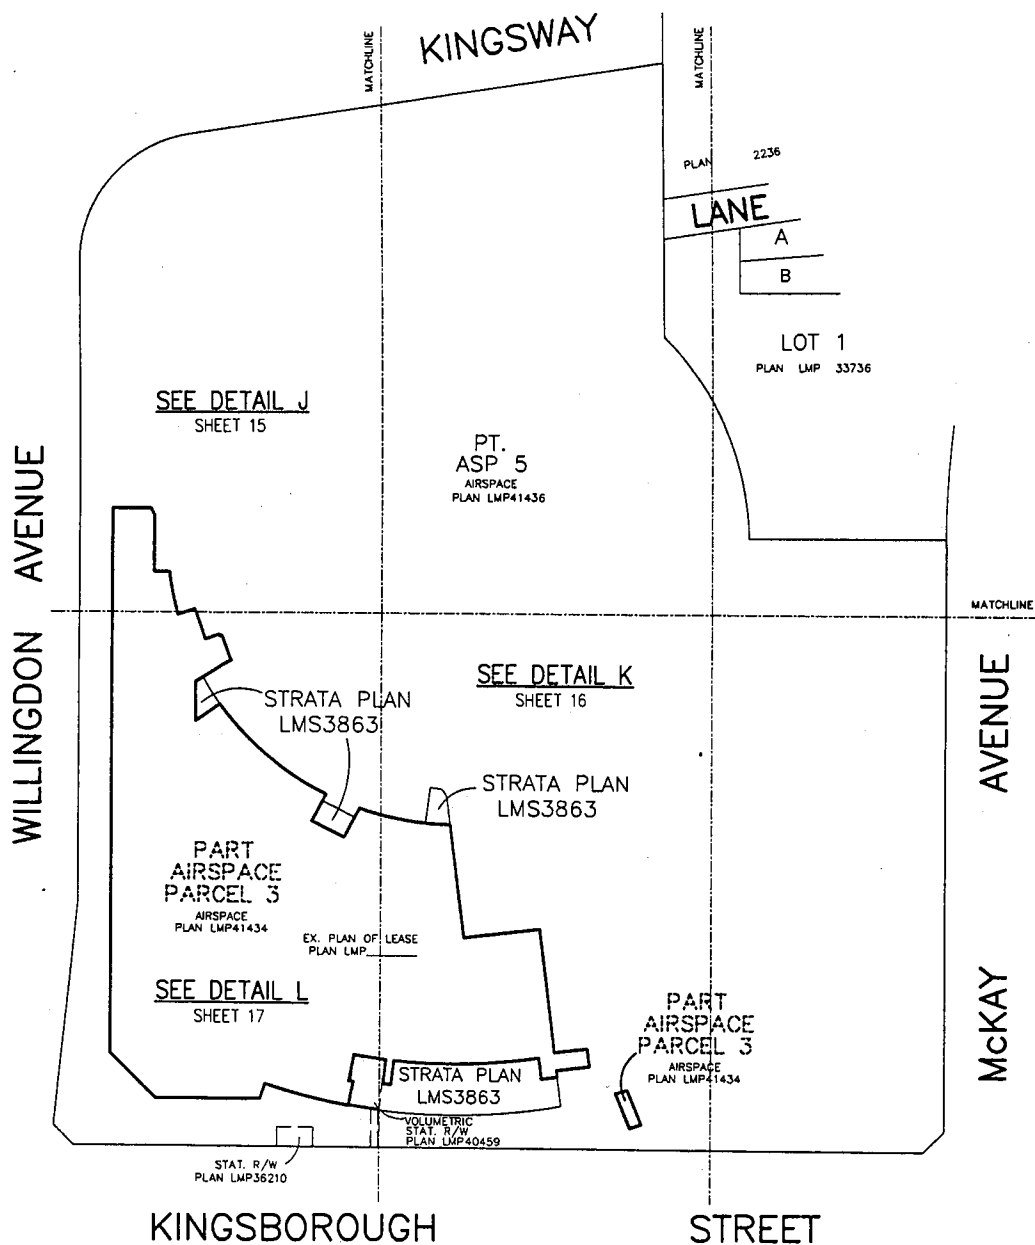 KINGSWAY
MATCHLINE
MATCHLINE
PLAN 2236
LANE
A
B
LOT 1
PLAN LMP 33736
SEE DETAIL J
SHEET 15
PT.
ASP 5
AIRSPACE
PLAN LMP41436
WILLINGDON AVENUE
MATCHLINE
SEE DETAIL K
SHEET 16
STRATA PLAN
LMS3863
STRATA PLAN
LMS3863
PART
AIRSPACE
PARCEL 3
AIRSPACE
PLAN LMP41434
EX. PLAN OF LEASE
PLAN LMP
SEE DETAIL L
SHEET 17
PART
AIRSPACE
PARCEL 3
AIRSPACE
PLAN LMP41434
McKAY AVENUE
STRATA PLAN
LMS3863
VOLUMETRIC
STAT. R/W
PLAN LMP40459
STAT. R/W
PLAN LMP36210
KINGSBOROUGH STREET